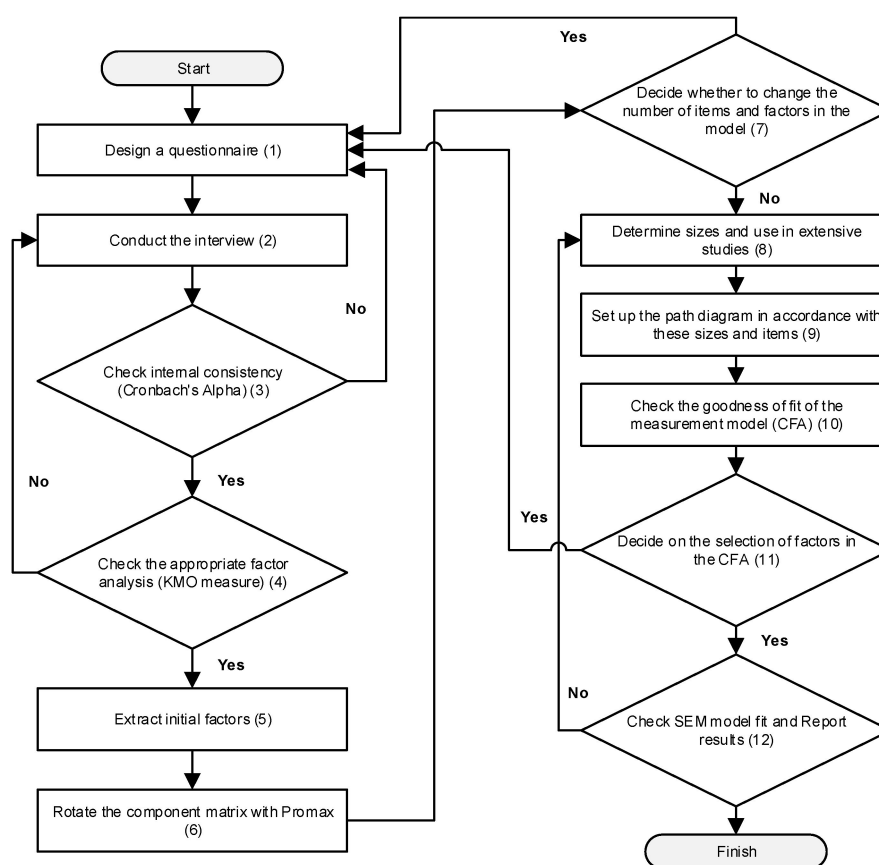 Start
Design a questionnaire (1)
Conduct the interview (2)
No
Check internal consistency
(Cronbach's Alpha) (3)
Yes
No
Check the appropriate factor
analysis (KMO measure) (4)
Yes
Extract initial factors (5)
Rotate the component matrix with Promax
(6)
Yes
Decide whether to change the
number of items and factors in the
model (7)
No
Determine sizes and use in extensive
studies (8)
Set up the path diagram in accordance with
these sizes and items (9)
Check the goodness of fit of the
measurement model (CFA) (10)
Yes
Decide on the selection of factors in
the CFA (11)
Yes
No
Check SEM model fit and Report
results (12)
Finish